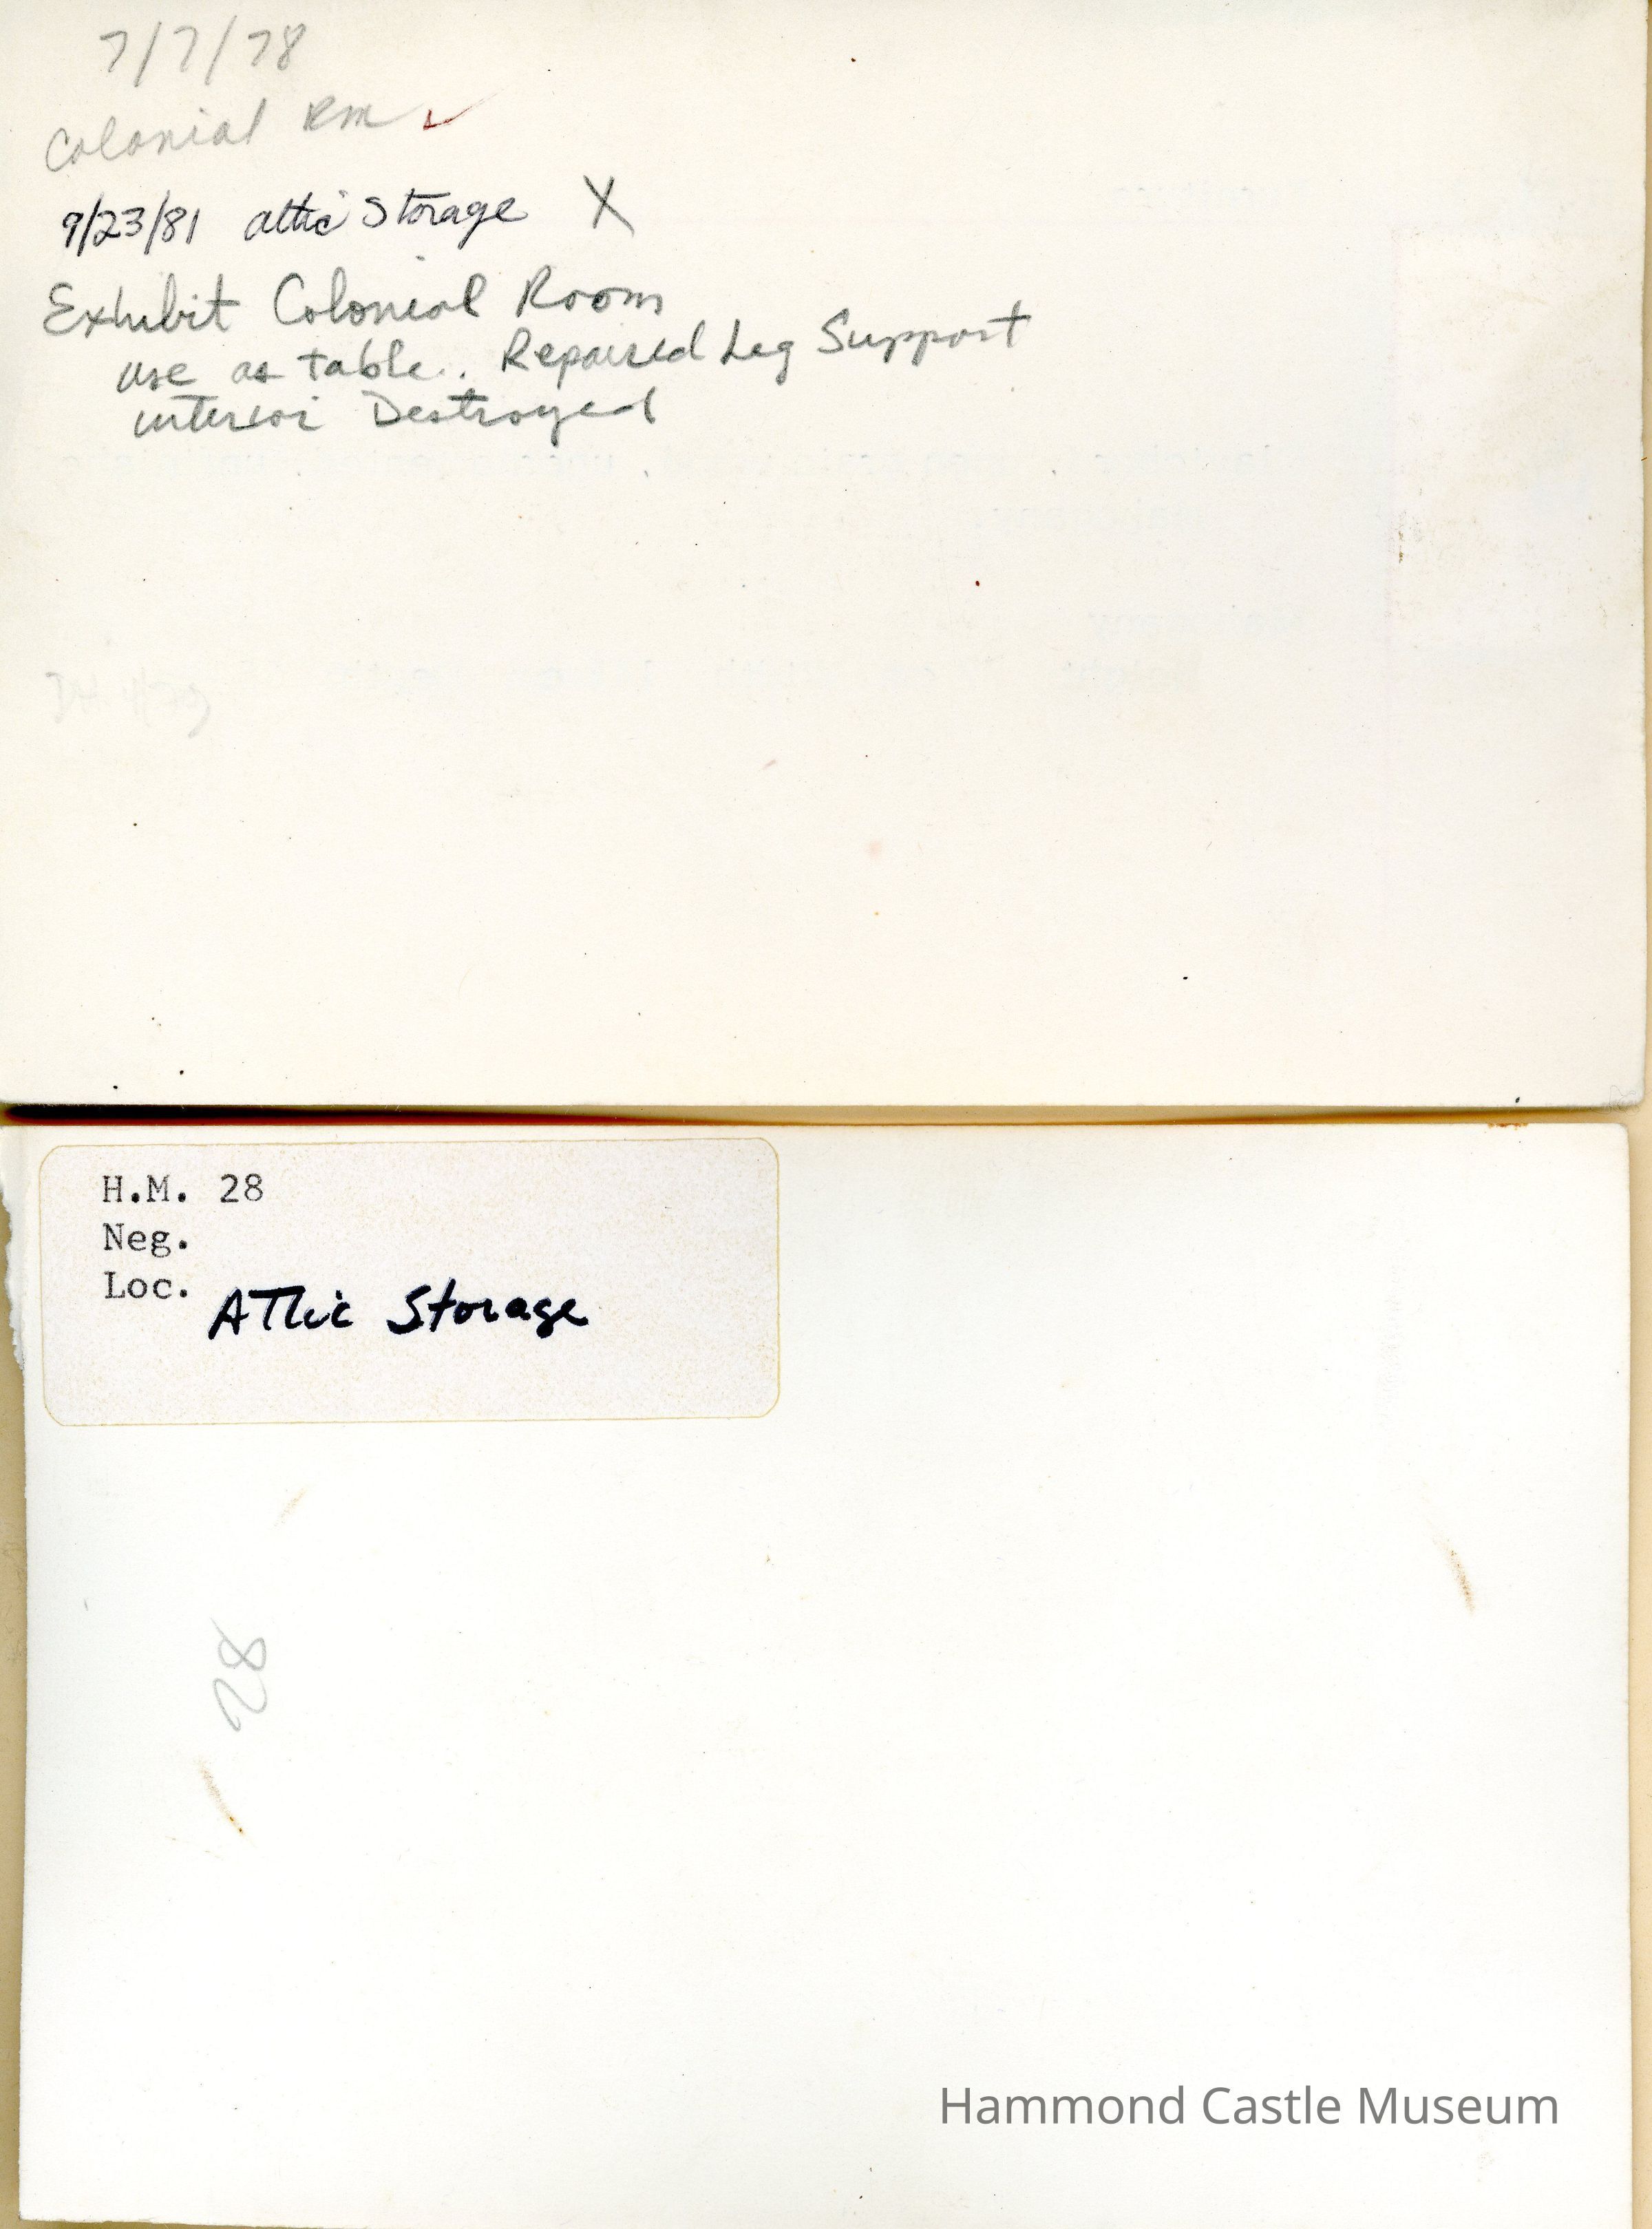 7/7/78
Colonial Rm ✓
9/23/81 attic storage X
Exhibit Colonial Room
use as table.. Repaired Leg Support
interior Destroyed
H.M. 28
Neg.
Loc.
Attic Storage
28
Hammond Castle Museum